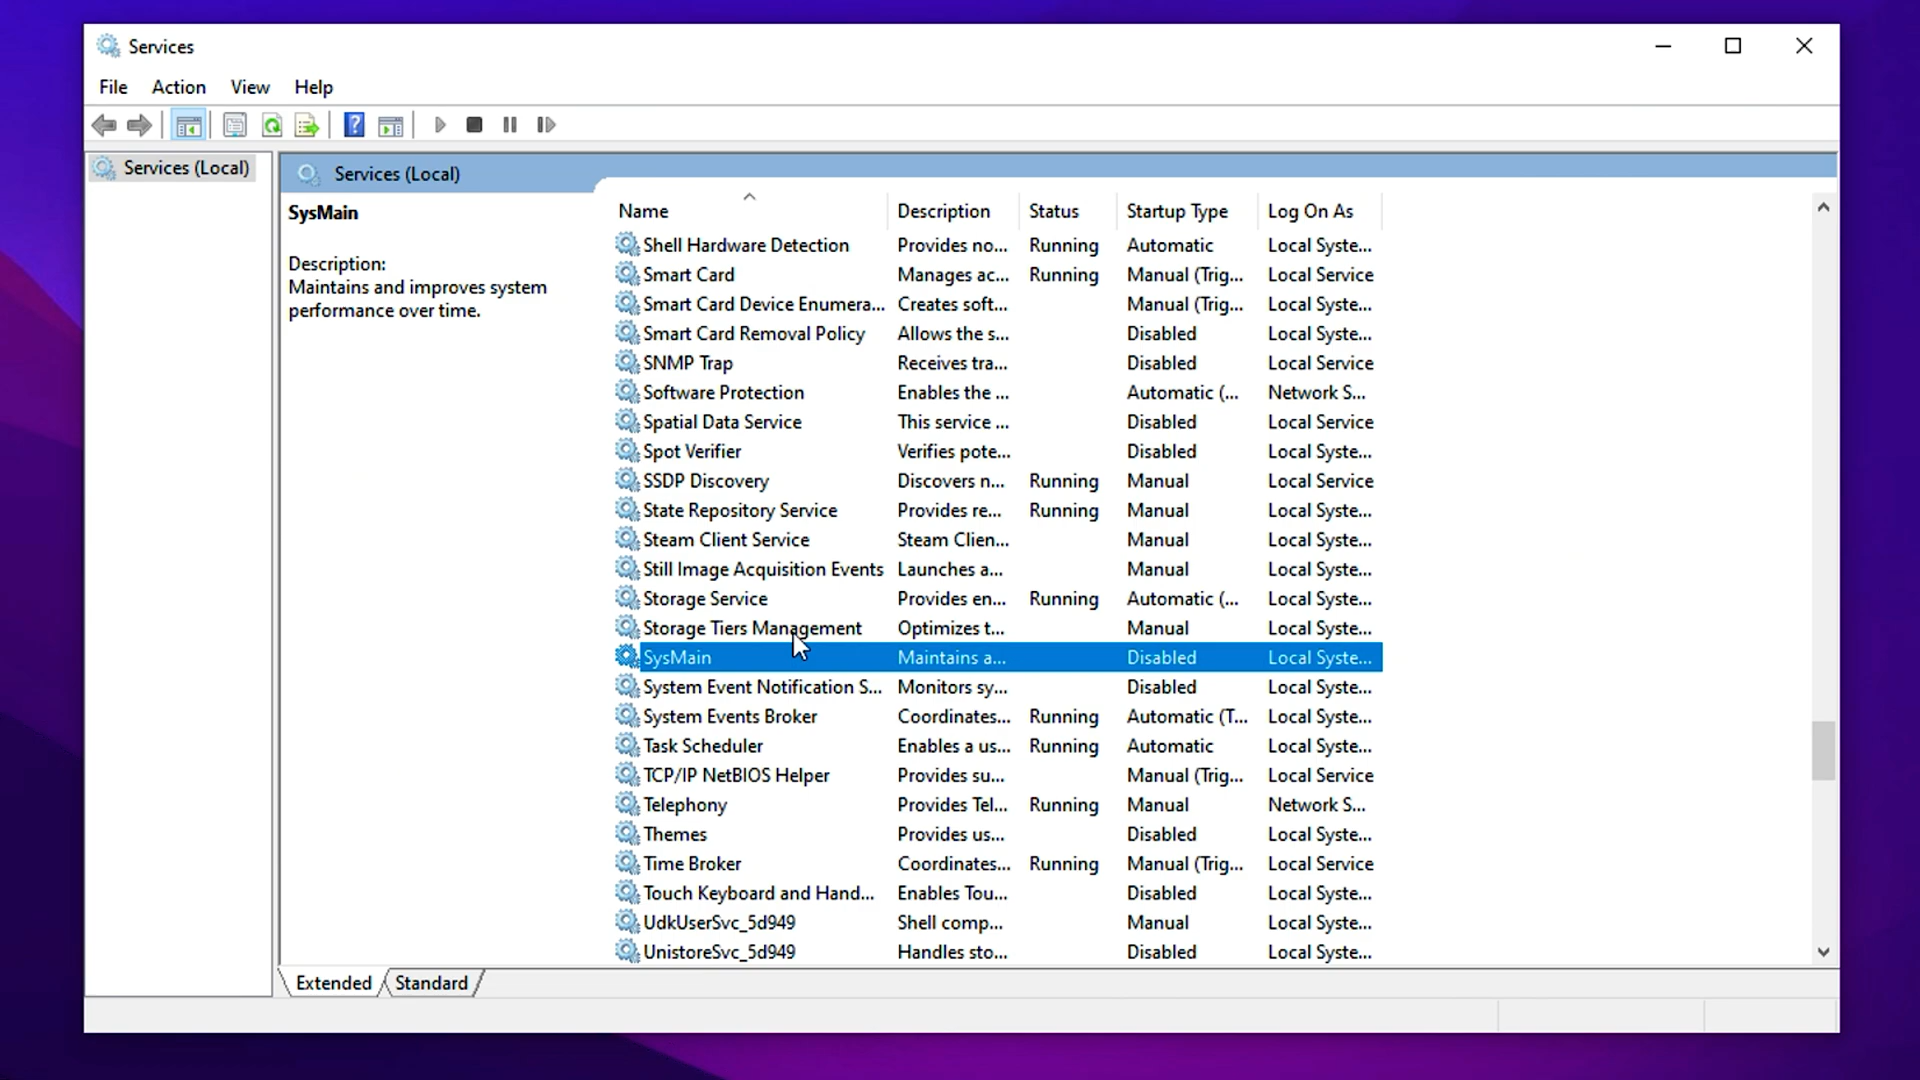 Services
File Action View Help
Services (Local)
Services (Local)
SysMain
Description:
Maintains and improves system
performance over time.
Name Description Status Startup Type Log On As
Shell Hardware Detection Provides no... Running Automatic Local Syste...
Smart Card Manages ac... Running Manual (Trig... Local Service
Smart Card Device Enumera... Creates soft... Manual (Trig... Local Syste...
Smart Card Removal Policy Allows the s... Disabled Local Syste...
SNMP Trap Receives tra... Disabled Local Service
Software Protection Enables the ... Automatic (... Network S...
Spatial Data Service This service ... Disabled Local Service
Spot Verifier Verifies pote... Disabled Local Syste...
SSDP Discovery Discovers n... Running Manual Local Service
State Repository Service Provides re... Running Manual Local Syste...
Steam Client Service Steam Clien... Manual Local Syste...
Still Image Acquisition Events Launches a... Manual Local Syste...
Storage Service Provides en... Running Automatic (... Local Syste...
Storage Tiers Management Optimizes t... Manual Local Syste...
SysMain Maintains a... Disabled Local Syste...
System Event Notification S... Monitors sy... Disabled Local Syste...
System Events Broker Coordinates... Running Automatic (T... Local Syste...
Task Scheduler Enables a us... Running Automatic Local Syste...
TCP/IP NetBIOS Helper Provides su... Manual (Trig... Local Service
Telephony Provides Tel... Running Manual Network S...
Themes Provides us... Disabled Local Syste...
Time Broker Coordinates... Running Manual (Trig... Local Service
Touch Keyboard and Hand... Enables Tou... Disabled Local Syste...
UdkUserSvc_5d949 Shell comp... Manual Local Syste...
UnistoreSvc_5d949 Handles sto... Disabled Local Syste...
Extended Standard